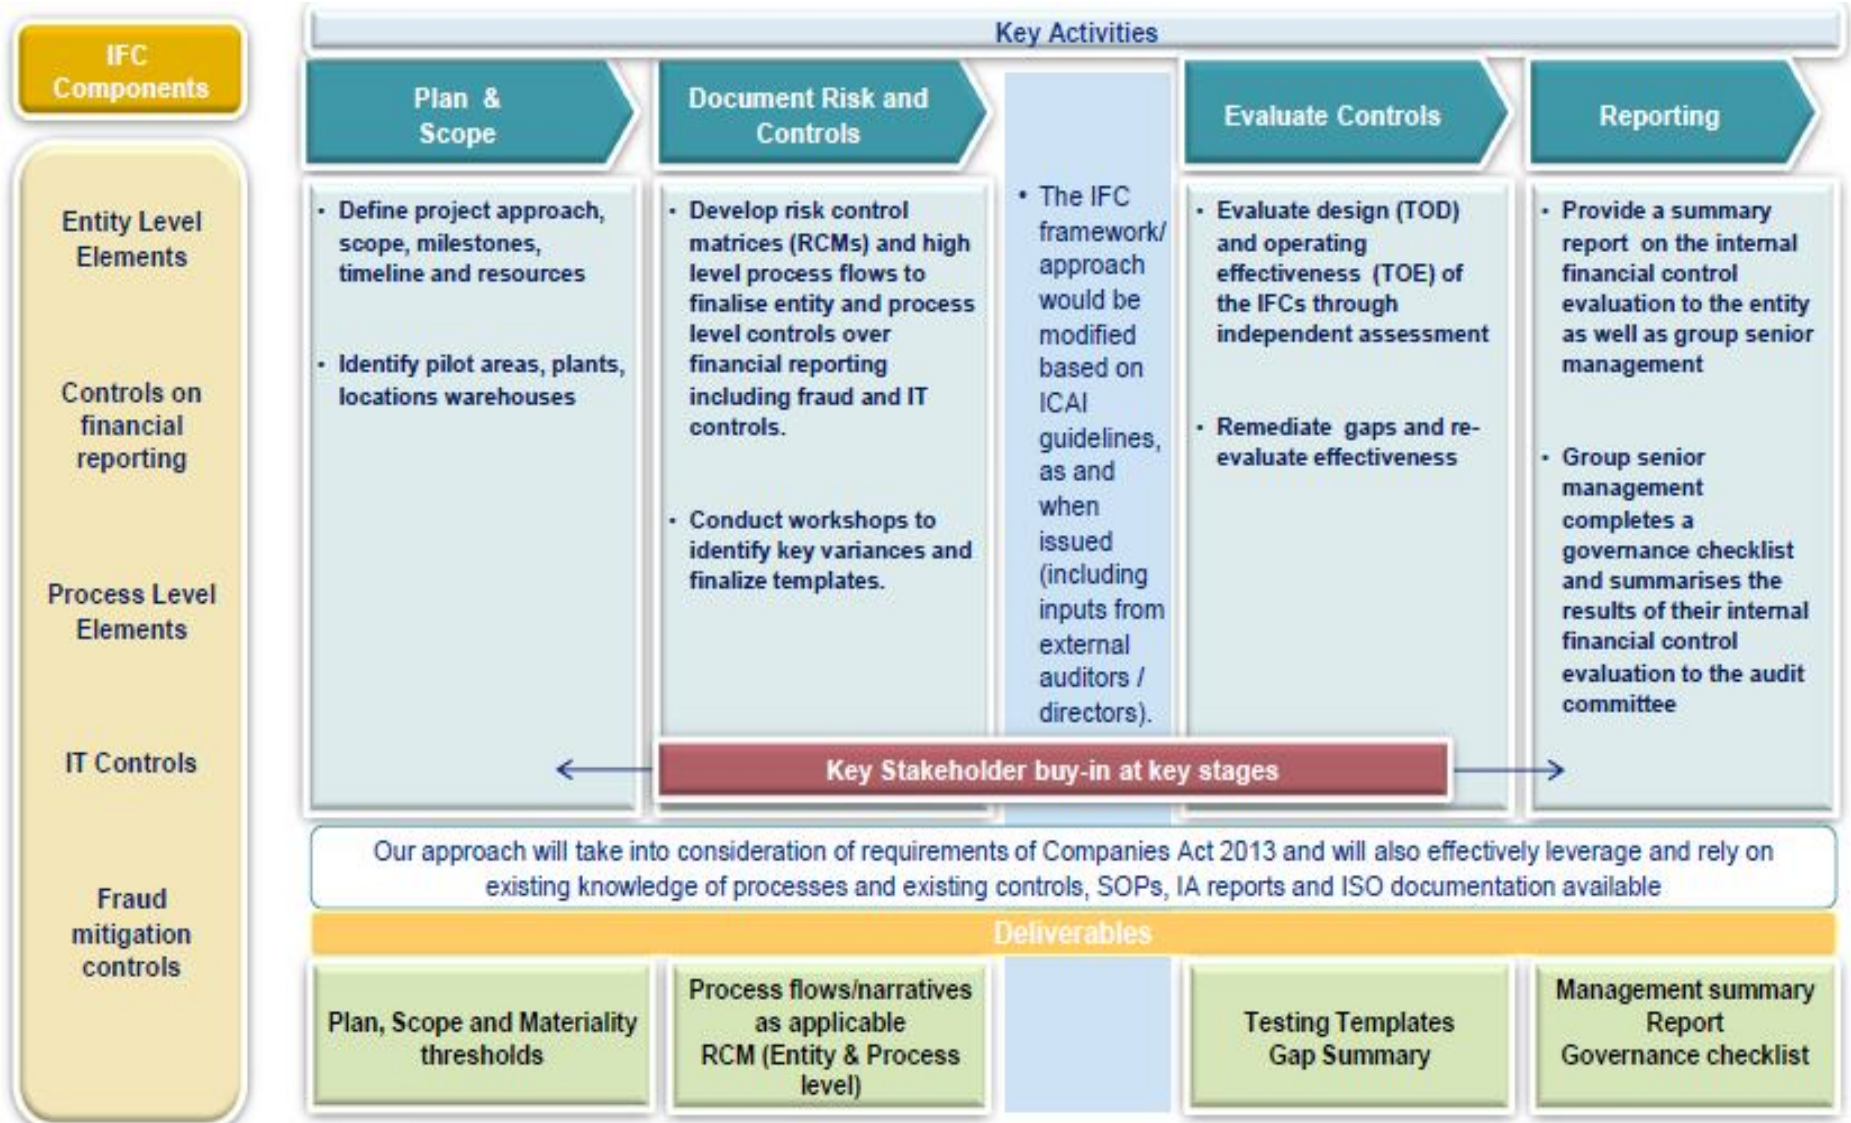 IFC
Components
Entity Level
Elements
Controls on
financial
reporting
Process Level
Elements
IT Controls
Fraud
mitigation
controls
Key Activities
Plan &
Scope
• Define project approach,
scope, milestones,
timeline and resources
• Identify pilot areas, plants,
locations warehouses
Document Risk and
Controls
• Develop risk control
matrices (RCMs) and high
level process flows to
finalise entity and process
level controls over
financial reporting
including fraud and IT
controls.
• Conduct workshops to
identify key variances and
finalize templates.
• The IFC
framework/
approach
would be
modified
based on
ICAI
guidelines,
as and
when
issued
(including
inputs from
external
auditors /
directors).
Evaluate Controls
• Evaluate design (TOD)
and operating
effectiveness (TOE) of
the IFCs through
independent assessment
• Remediate gaps and re-
evaluate effectiveness
Reporting
• Provide a summary
report on the internal
financial control
evaluation to the entity
as well as group senior
management
• Group senior
management
completes a
governance checklist
and summarises the
results of their internal
financial control
evaluation to the audit
committee
Key Stakeholder buy-in at key stages
Our approach will take into consideration of requirements of Companies Act 2013 and will also effectively leverage and rely on
existing knowledge of processes and existing controls, SOPs, IA reports and ISO documentation available
Deliverables
Plan, Scope and Materiality
thresholds
Process flows/narratives
as applicable
RCM (Entity & Process
level)
Testing Templates
Gap Summary
Management summary
Report
Governance checklist